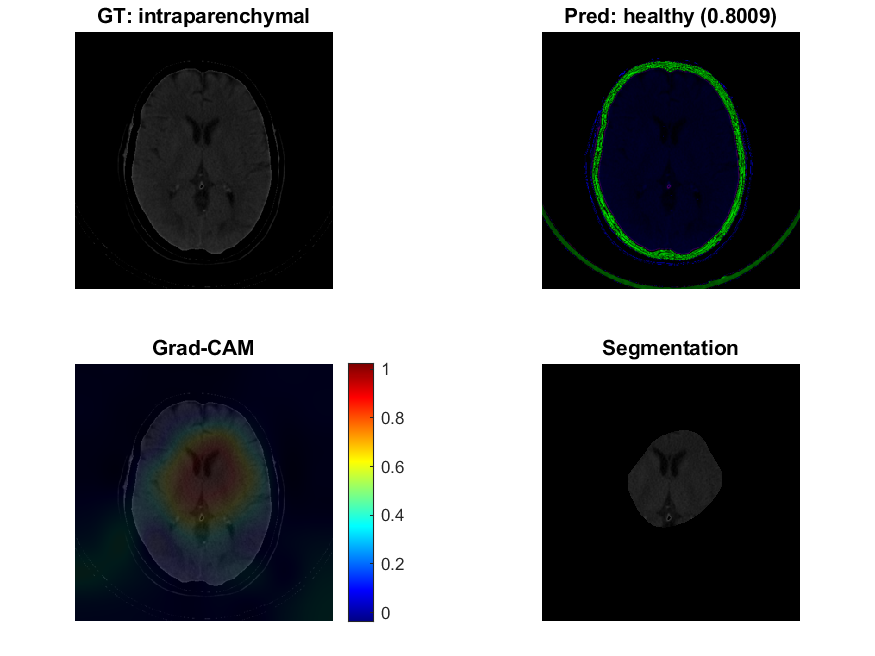 GT: intraparenchymal
Pred: healthy (0.8009)
Grad-CAM
1
0.8
0.6
0.4
0.2
0
Segmentation